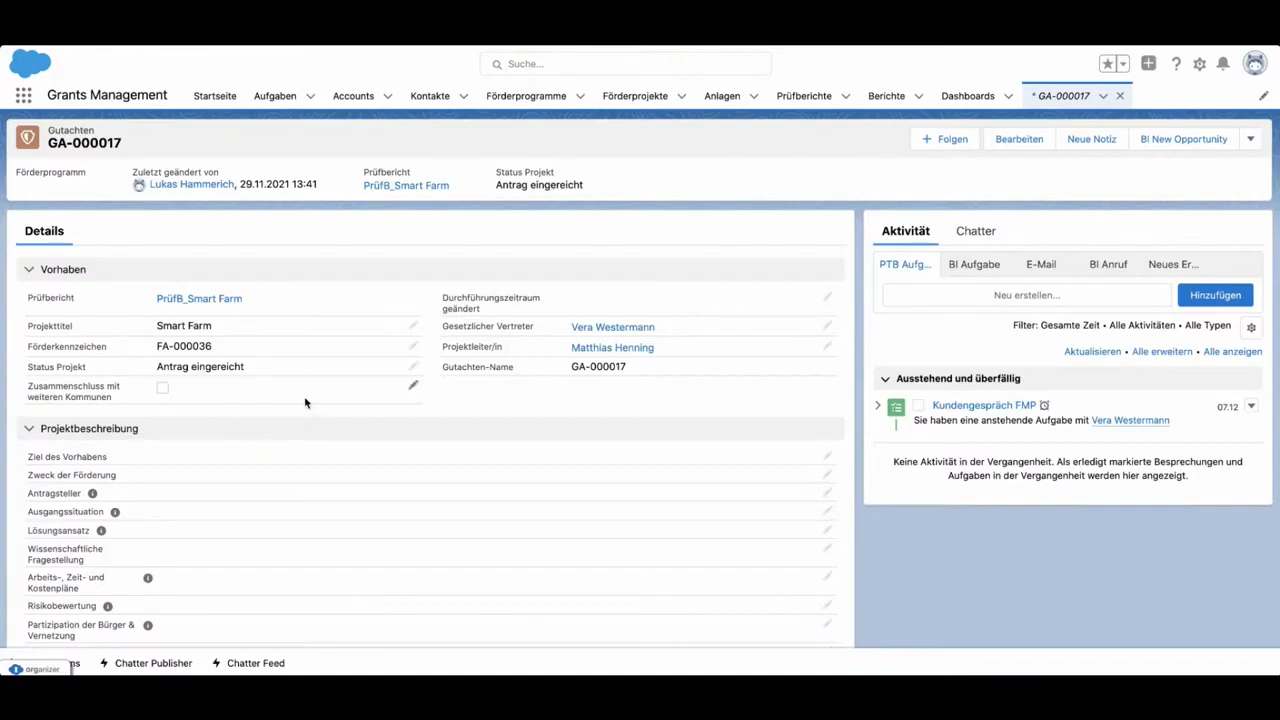 Suche...
Grants Management
Startseite
Aufgaben
Accounts
Kontakte
Förderprogramme
Förderprojekte
Anlagen
Prüfberichte
Berichte
Dashboards
* GA-000017
Gutachten
GA-000017
Folgen
Bearbeiten
Neue Notiz
BI New Opportunity
Förderprogramm
Zuletzt geändert von
Lukas Hammerich, 29.11.2021 13:41
Prüfbericht
PrüfB_Smart Farm
Status Projekt
Antrag eingereicht
Details
Vorhaben
Prüfbericht
PrüfB_Smart Farm
Projekttitel
Smart Farm
Förderkennzeichen
FA-000036
Status Projekt
Antrag eingereicht
Zusammenschluss mit
weiteren Kommunen
Durchführungszeitraum
geändert
Gesetzlicher Vertreter
Vera Westermann
Projektleiter/in
Matthias Henning
Gutachten-Name
GA-000017
Projektbeschreibung
Ziel des Vorhabens
Zweck der Förderung
Antragsteller
Ausgangssituation
Lösungsansatz
Wissenschaftliche
Fragestellung
Arbeits-, Zeit- und
Kostenpläne
Risikobewertung
Partizipation der Bürger &
Vernetzung
Aktivität
Chatter
PTB Aufg...
BI Aufgabe
E-Mail
BI Anruf
Neues Er...
Neu erstellen...
Hinzufügen
Filter: Gesamte Zeit • Alle Aktivitäten • Alle Typen
Aktualisieren • Alle erweitern • Alle anzeigen
Ausstehend und überfällig
Kundengespräch FMP
07.12
Sie haben eine anstehende Aufgabe mit Vera Westermann
Keine Aktivität in der Vergangenheit. Als erledigt markierte Besprechungen und
Aufgaben in der Vergangenheit werden hier angezeigt.
ms
Chatter Publisher
Chatter Feed
organizer